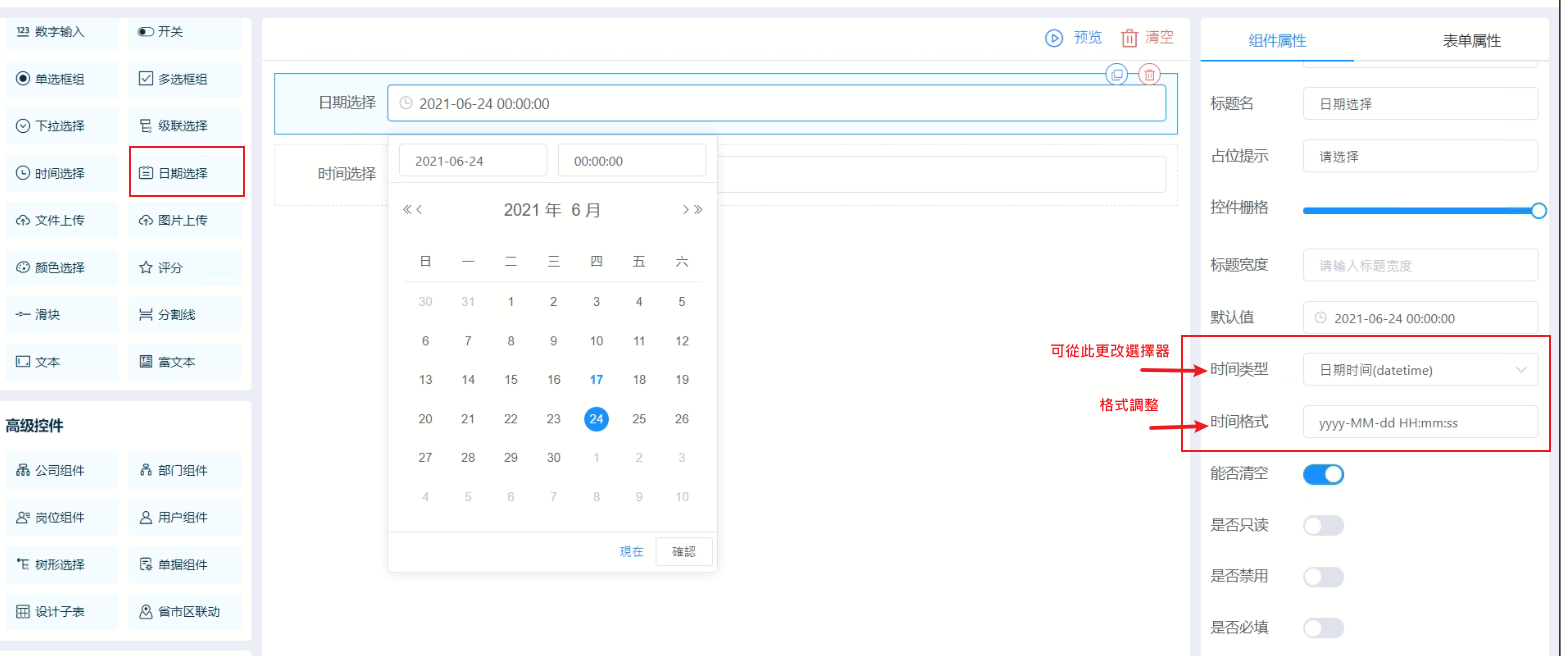 数字输入
开关
单选框组
多选框组
下拉选择
级联选择
时间选择
日期选择
文件上传
图片上传
颜色选择
评分
滑块
分割线
文本
富文本
高级控件
公司组件
部门组件
岗位组件
用户组件
树形选择
单据组件
设计子表
省市区联动
预览
清空
日期选择
2021-06-24 00:00:00
时间选择
2021-06-24
00:00:00
2021 年 6 月
日 一 二 三 四 五 六
30 31 1 2 3 4 5
6 7 8 9 10 11 12
13 14 15 16 17 18 19
20 21 22 23 24 25 26
27 28 29 30 1 2 3
4 5 6 7 8 9 10
現在
確認
可從此更改選擇器
格式調整
组件属性
表单属性
标题名
日期选择
占位提示
请选择
控件栅格
标题宽度
请输入标题宽度
默认值
2021-06-24 00:00:00
时间类型
日期时间(datetime)
时间格式
yyyy-MM-dd HH:mm:ss
能否清空
是否只读
是否禁用
是否必填